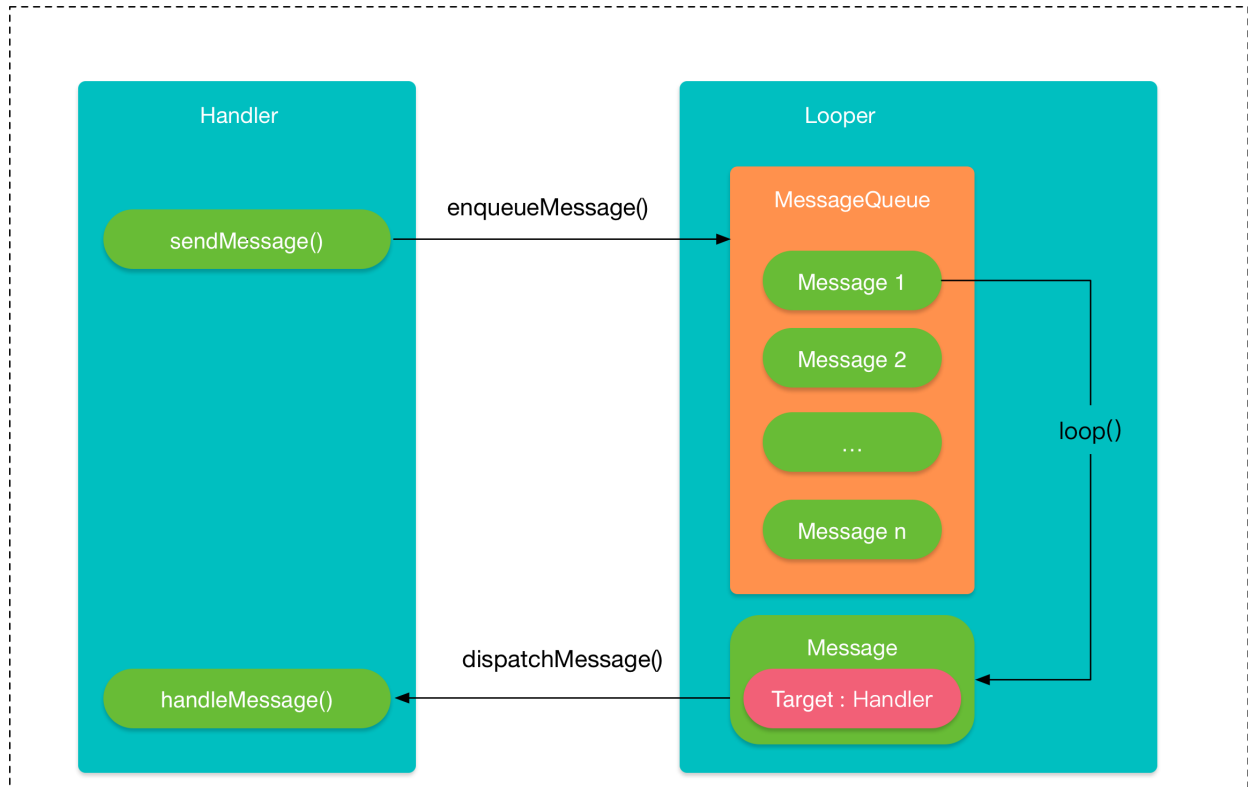 Handler
Looper
MessageQueue
enqueueMessage()
sendMessage()
Message 1
Message 2
...
loop()
Message n
Message
dispatchMessage()
handleMessage()
Target : Handler